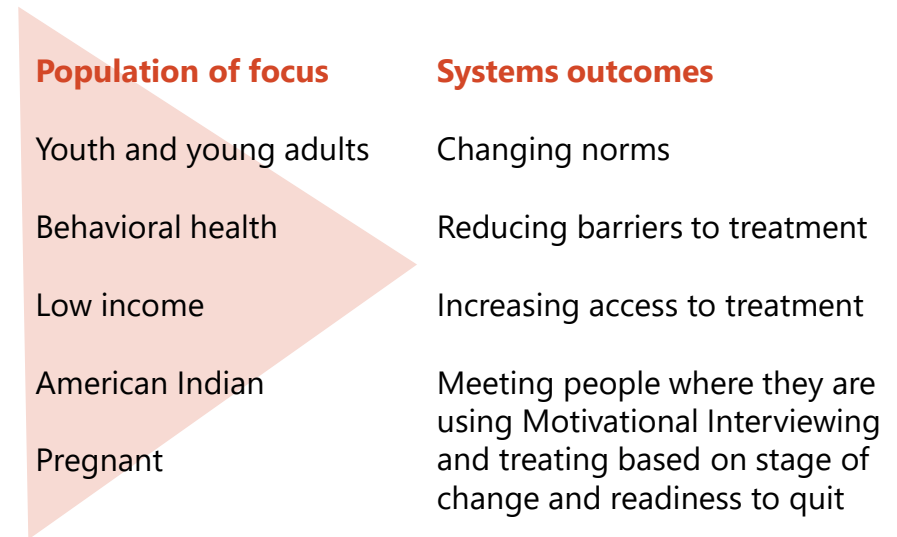 Population of focus
Youth and young adults
Behavioral health
Low income
American Indian
Pregnant
Systems outcomes
Changing norms
Reducing barriers to treatment
Increasing access to treatment
Meeting people where they are
using Motivational Interviewing
and treating based on stage of
change and readiness to quit